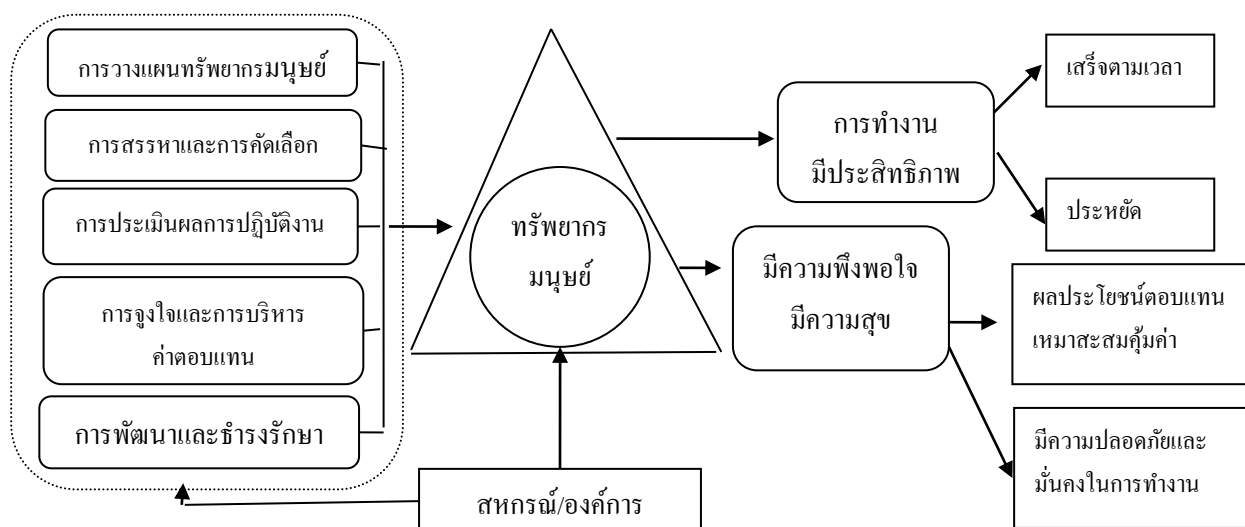 การวางแผนทรัพยากรมนุษย์
การสรรหาและการคัดเลือก
การประเมินผลการปฏิบัติงาน
การจูงใจและการบริหาร
ค่าตอบแทน
การพัฒนาและธำรงรักษา
ทรัพยากร
มนุษย์
สหกรณ์/องค์การ
การทำงาน
มีประสิทธิภาพ
มีความพึงพอใจ
มีความสุข
เสร็จตามเวลา
ประหยัด
ผลประโยชน์ตอบแทน
เหมาะสะสมคุ้มค่า
มีความปลอดภัยและ
มั่นคงในการทำงาน